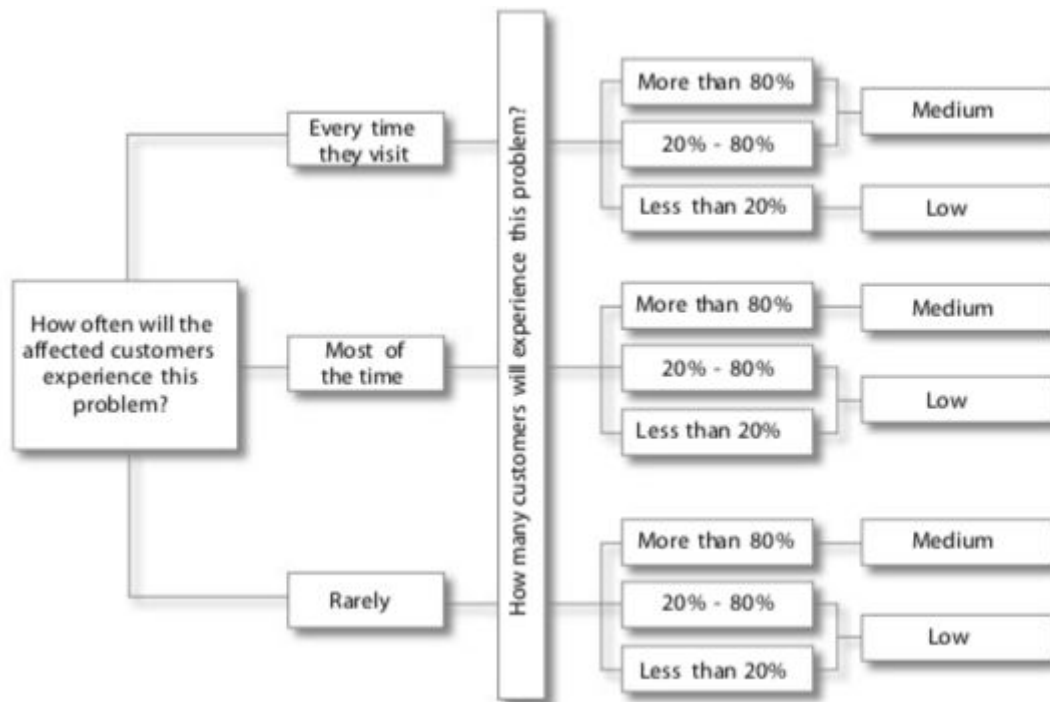 How often will the
affected customers
experience this
problem?
Every time
they visit
Most of
the time
Rarely
How many customers will experience this problem?
More than 80%
20% - 80%
Less than 20%
Medium
Low
More than 80%
20% - 80%
Less than 20%
Medium
Low
More than 80%
20% - 80%
Less than 20%
Medium
Low